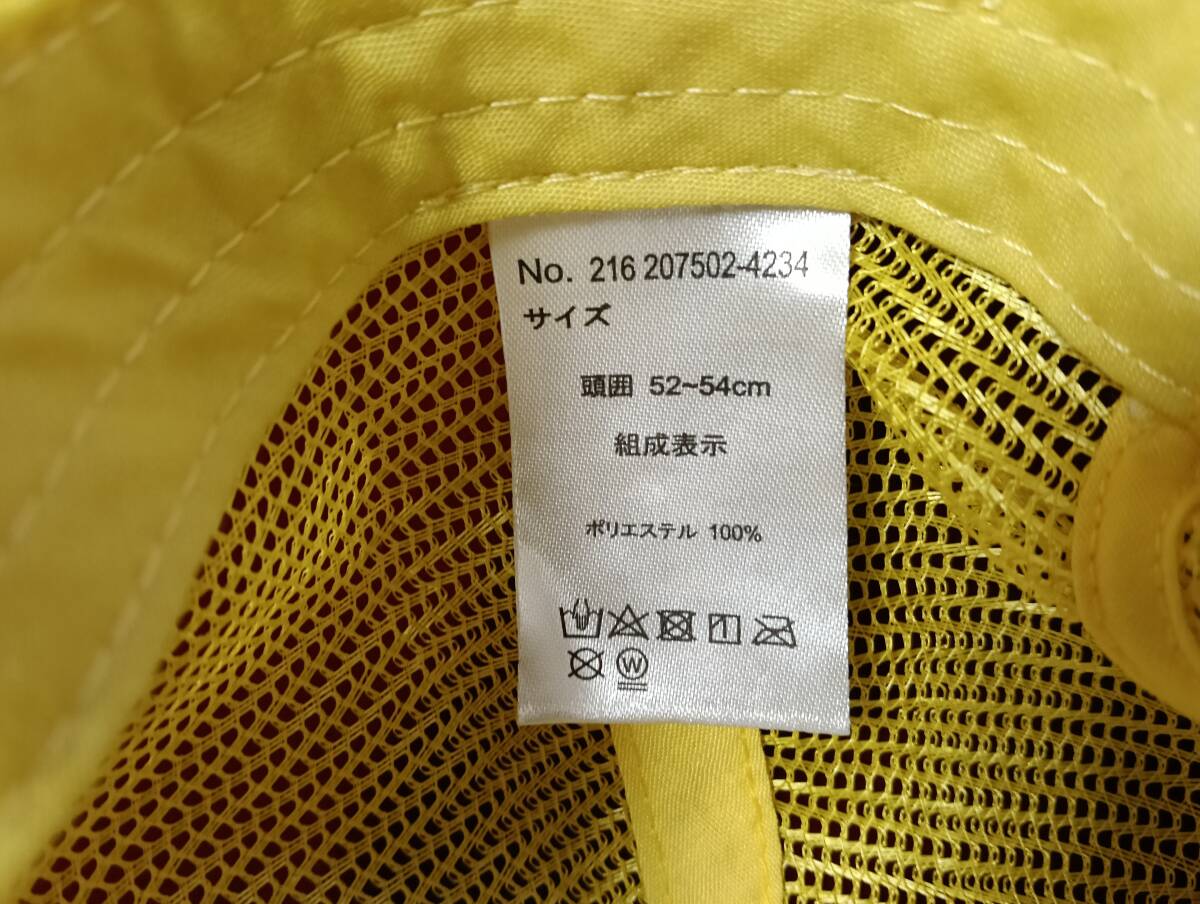 No. 216 207502-4234
サイズ
頭囲 52~54cm
組成表示
ポリエステル 100%
W